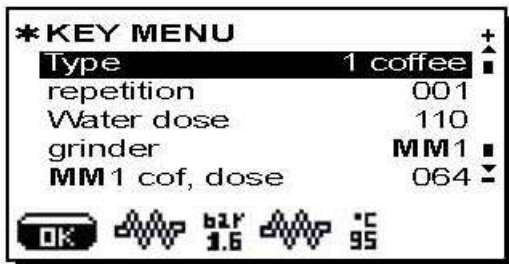 *KEY MENU +
Type 1 coffee
repetition 001
Water dose 110
grinder MM1
MM1 cof, dose 064
OK bar 1.6 °C 95